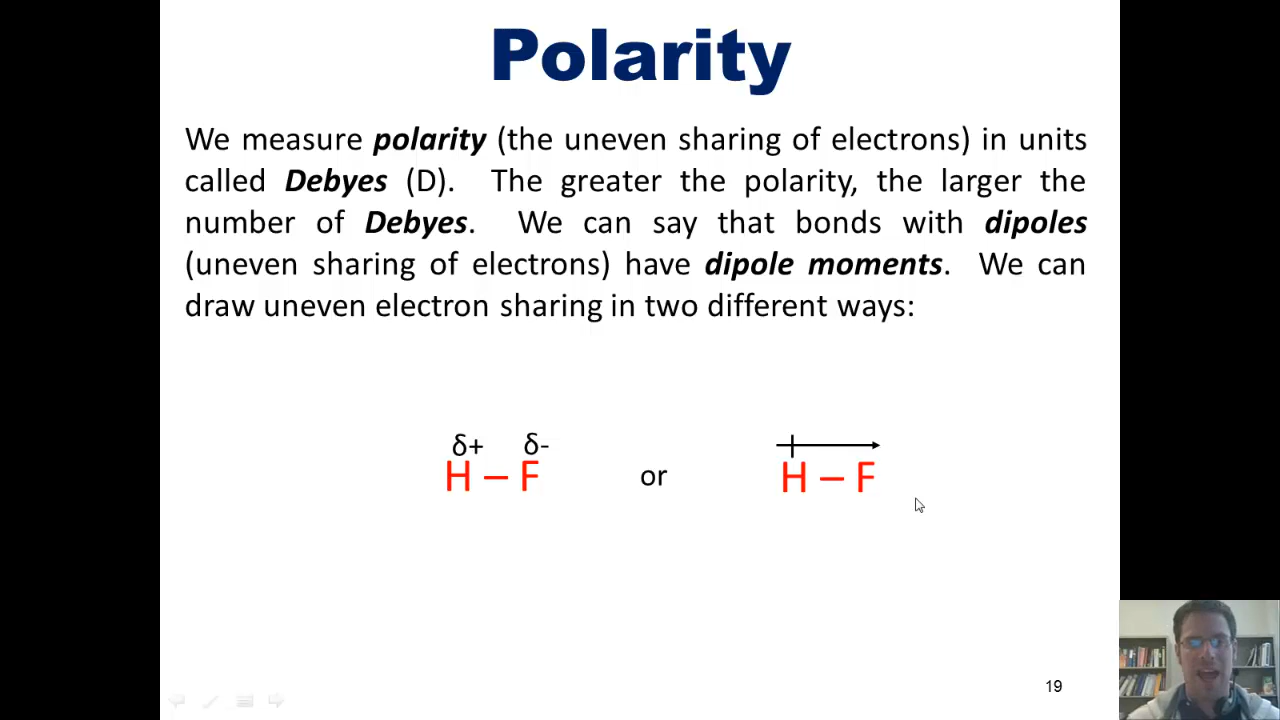 Polarity
We measure polarity (the uneven sharing of electrons) in units
called Debyes (D). The greater the polarity, the larger the
number of Debyes. We can say that bonds with dipoles
(uneven sharing of electrons) have dipole moments. We can
draw uneven electron sharing in two different ways:
δ+ δ-
H – F or H – F
19